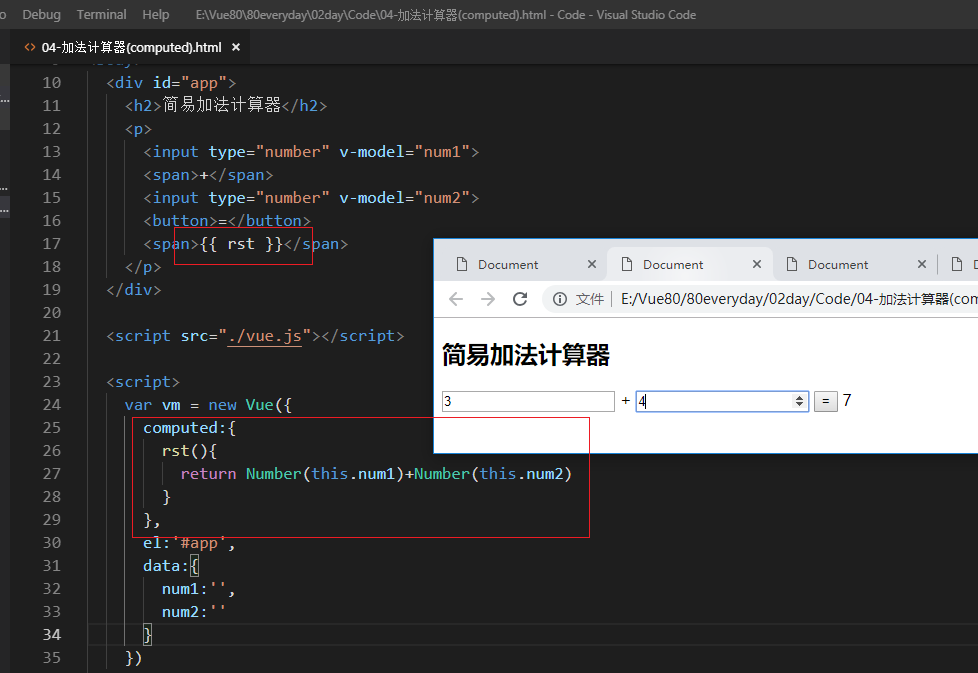 Debug Terminal Help E:\Vue80\80everyday\02day\Code\04-加法计算器(computed).html - Code - Visual Studio Code
<> 04-加法计算器(computed).html ×
10 <div id="app">
11 <h2>简易加法计算器</h2>
12 <p>
13 <input type="number" v-model="num1">
14 <span>+</span>
15 <input type="number" v-model="num2">
16 <button>=</button>
17 <span>{{ rst }}</span>
18 </p>
19 </div>
20
21 <script src="./vue.js"></script>
22
23 <script>
24 var vm = new Vue({
25 computed:{
26 rst(){
27 return Number(this.num1)+Number(this.num2)
28 }
29 },
30 el:'#app',
31 data:{
32 num1:'',
33 num2:''
34 }
35 })
Document × Document × Document ×
文件 E:/Vue80/80everyday/02day/Code/04-加法计算器(con
简易加法计算器
3 + 4 = 7